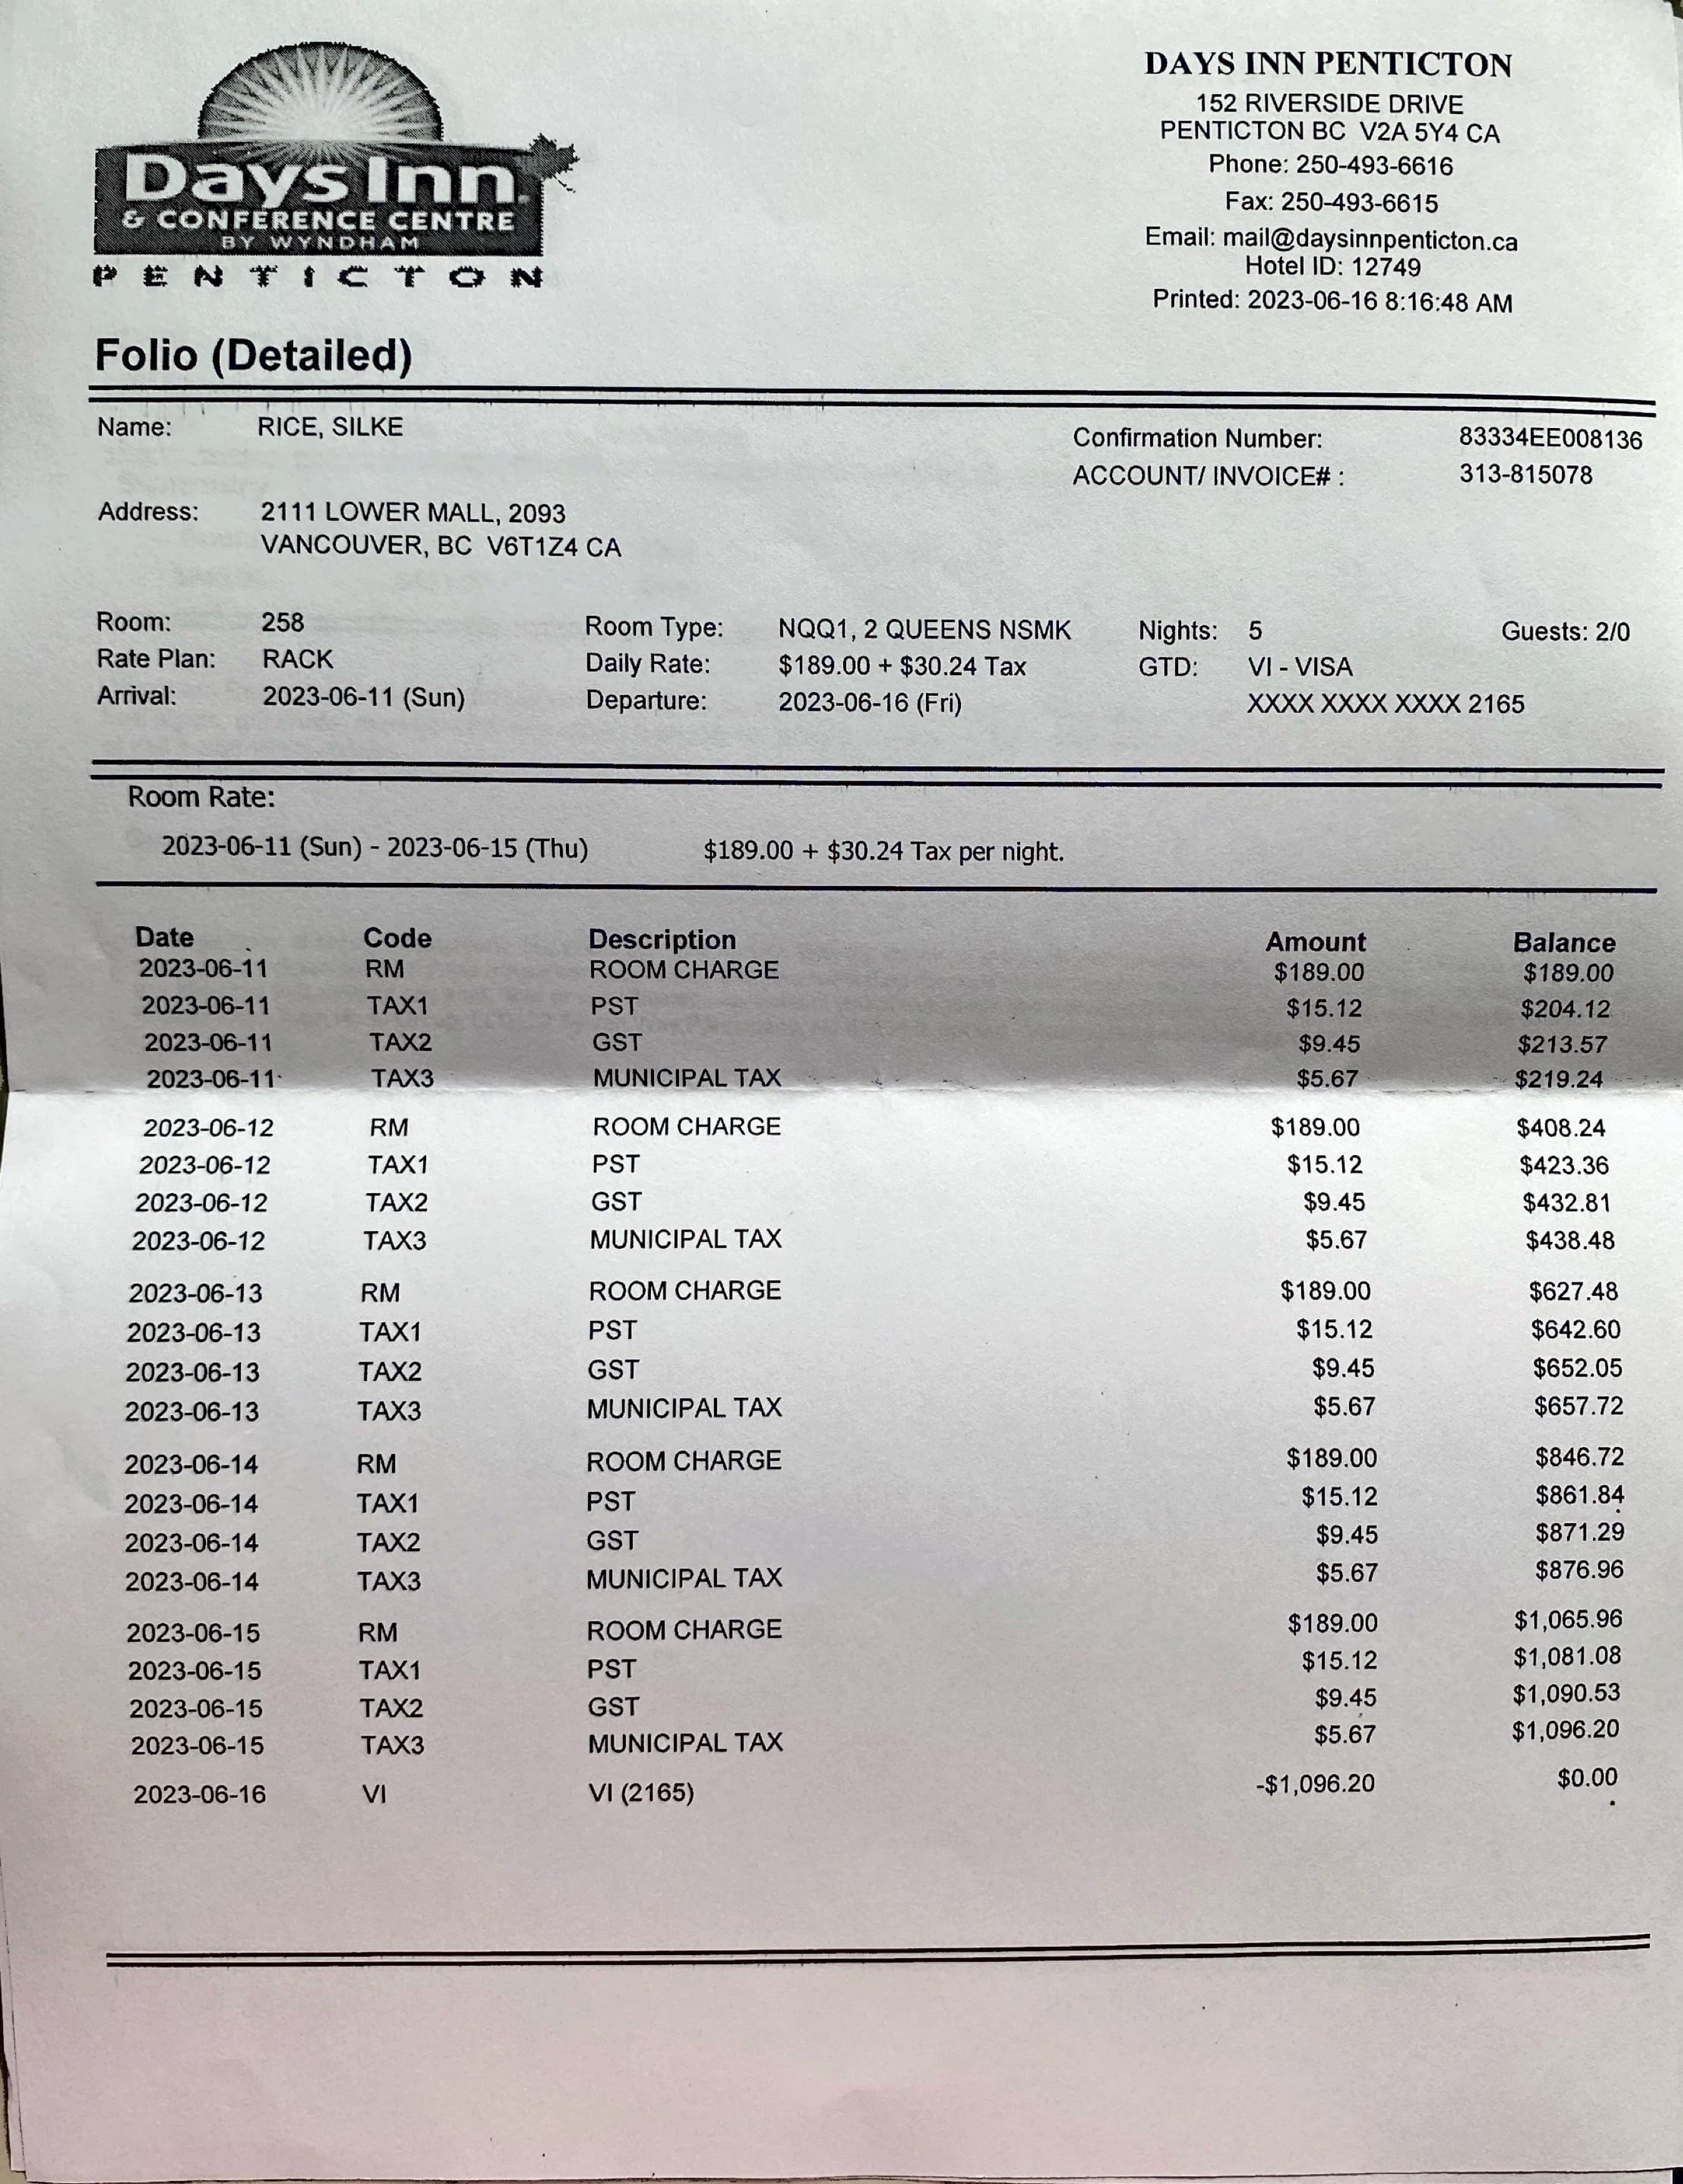 Days Inn
& CONFERENCE CENTRE
BY WYNDHAM
PENTICTON
DAYS INN PENTICTON
152 RIVERSIDE DRIVE
PENTICTON BC V2A 5Y4 CA
Phone: 250-493-6616
Fax: 250-493-6615
Email: mail@daysinnpenticton.ca
Hotel ID: 12749
Printed: 2023-06-16 8:16:48 AM
Folio (Detailed)
Name: RICE, SILKE
Confirmation Number: 83334EE008136
ACCOUNT/ INVOICE# : 313-815078
Address: 2111 LOWER MALL, 2093
VANCOUVER, BC V6T1Z4 CA
Room: 258 Room Type: NQQ1, 2 QUEENS NSMK Nights: 5 Guests: 2/0
Rate Plan: RACK Daily Rate: $189.00 + $30.24 Tax GTD: VI - VISA
Arrival: 2023-06-11 (Sun) Departure: 2023-06-16 (Fri) XXXX XXXX XXXX 2165
Room Rate:
2023-06-11 (Sun) - 2023-06-15 (Thu) $189.00 + $30.24 Tax per night.
Date Code Description Amount Balance
2023-06-11 RM ROOM CHARGE $189.00 $189.00
2023-06-11 TAX1 PST $15.12 $204.12
2023-06-11 TAX2 GST $9.45 $213.57
2023-06-11 TAX3 MUNICIPAL TAX $5.67 $219.24
2023-06-12 RM ROOM CHARGE $189.00 $408.24
2023-06-12 TAX1 PST $15.12 $423.36
2023-06-12 TAX2 GST $9.45 $432.81
2023-06-12 TAX3 MUNICIPAL TAX $5.67 $438.48
2023-06-13 RM ROOM CHARGE $189.00 $627.48
2023-06-13 TAX1 PST $15.12 $642.60
2023-06-13 TAX2 GST $9.45 $652.05
2023-06-13 TAX3 MUNICIPAL TAX $5.67 $657.72
2023-06-14 RM ROOM CHARGE $189.00 $846.72
2023-06-14 TAX1 PST $15.12 $861.84
2023-06-14 TAX2 GST $9.45 $871.29
2023-06-14 TAX3 MUNICIPAL TAX $5.67 $876.96
2023-06-15 RM ROOM CHARGE $189.00 $1,065.96
2023-06-15 TAX1 PST $15.12 $1,081.08
2023-06-15 TAX2 GST $9.45 $1,090.53
2023-06-15 TAX3 MUNICIPAL TAX $5.67 $1,096.20
2023-06-16 VI VI (2165) -$1,096.20 $0.00